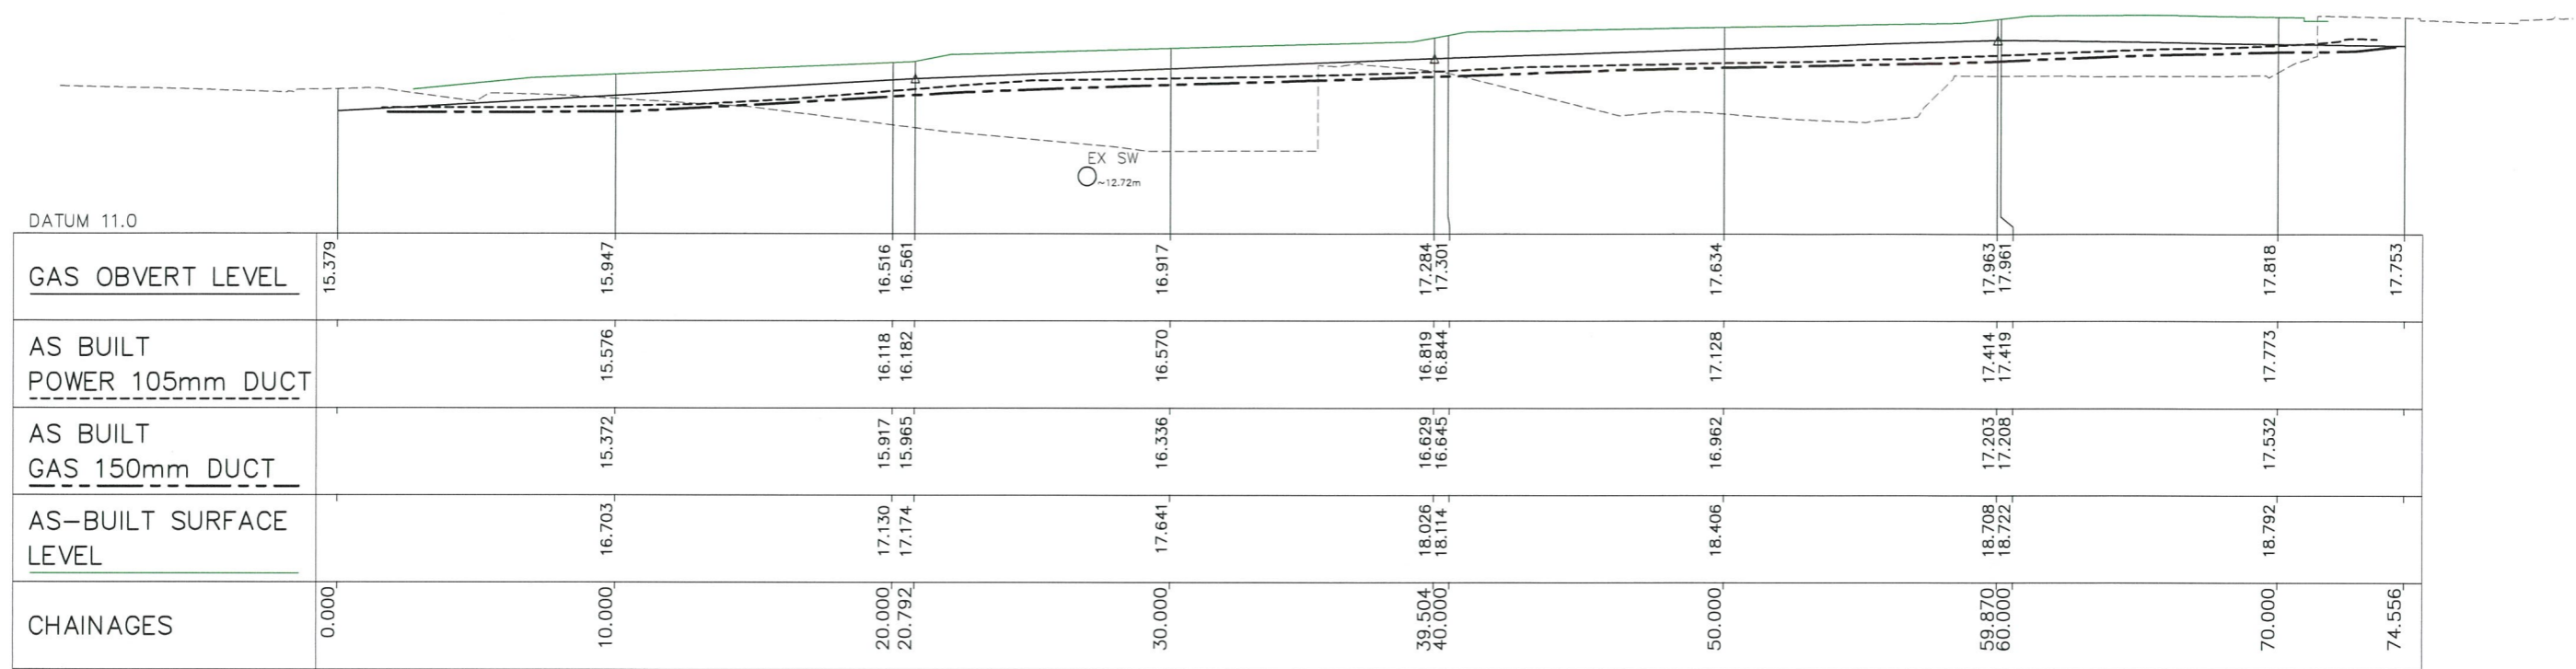 EX SW
~12.72m
DATUM 11.0
GAS OBVERT LEVEL
15.379 15.947 16.516 16.561 16.917 17.284 17.301 17.634 17.963 17.961 17.818 17.753
AS BUILT
POWER 105mm DUCT
15.576 16.118 16.182 16.570 16.819 16.844 17.128 17.414 17.419 17.773
AS BUILT
GAS 150mm DUCT
15.372 15.917 15.965 16.336 16.629 16.645 16.962 17.203 17.208 17.532
AS-BUILT SURFACE
LEVEL
16.703 17.130 17.174 17.641 18.026 18.114 18.406 18.708 18.722 18.792
CHAINAGES
0.000 10.000 20.000 20.792 30.000 39.504 40.000 50.000 59.870 60.000 70.000 74.556